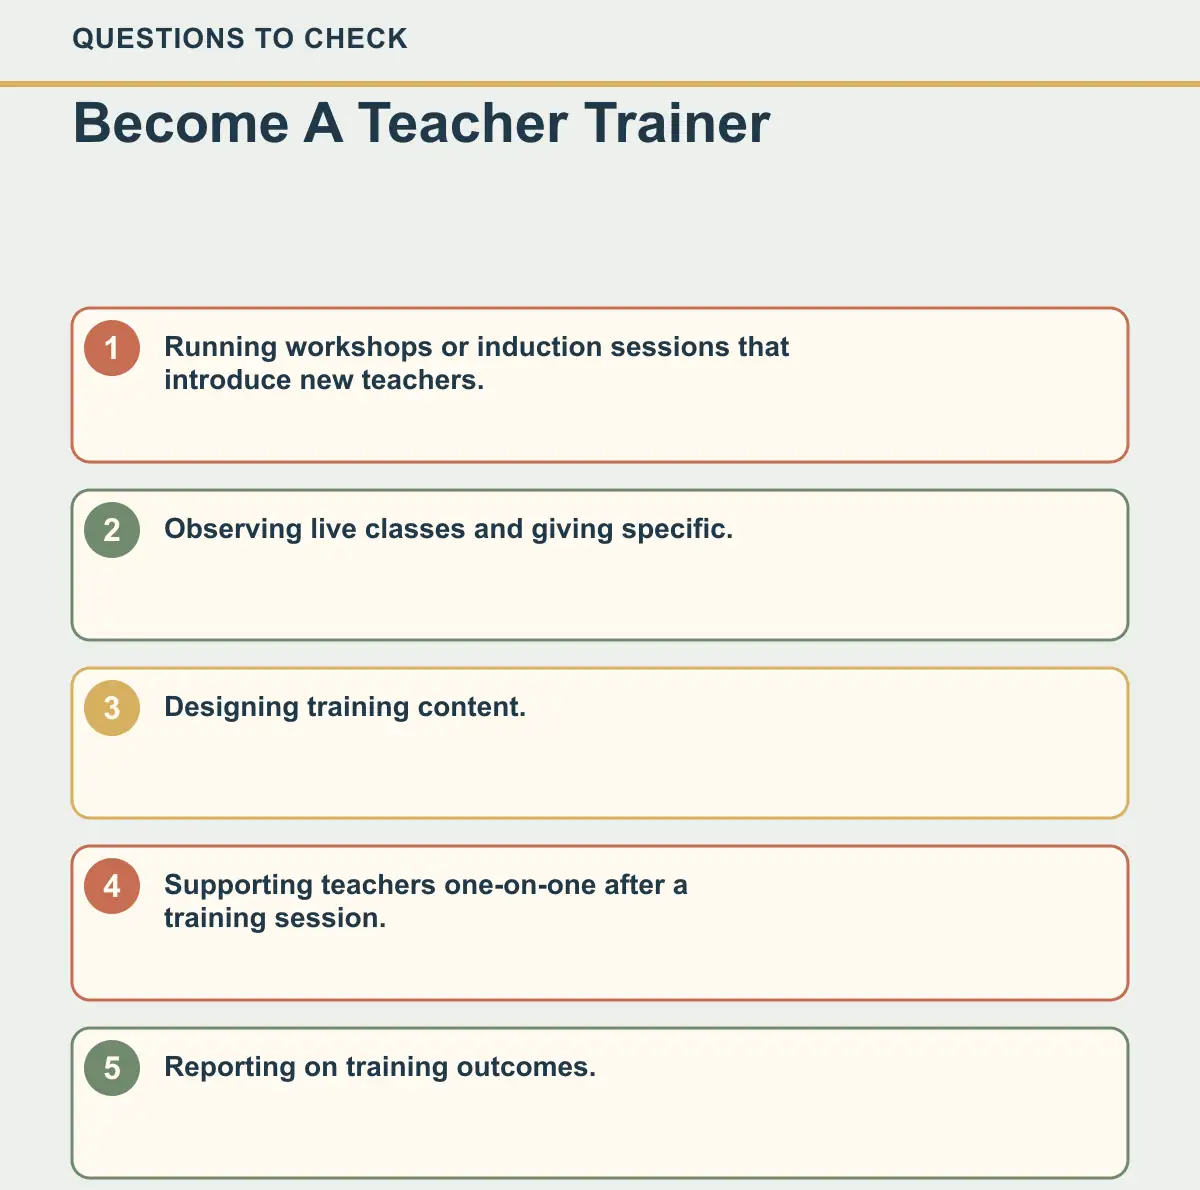 QUESTIONS TO CHECK
Become A Teacher Trainer
1
Running workshops or induction sessions that
introduce new teachers.
2
Observing live classes and giving specific.
3
Designing training content.
4
Supporting teachers one-on-one after a
training session.
5
Reporting on training outcomes.